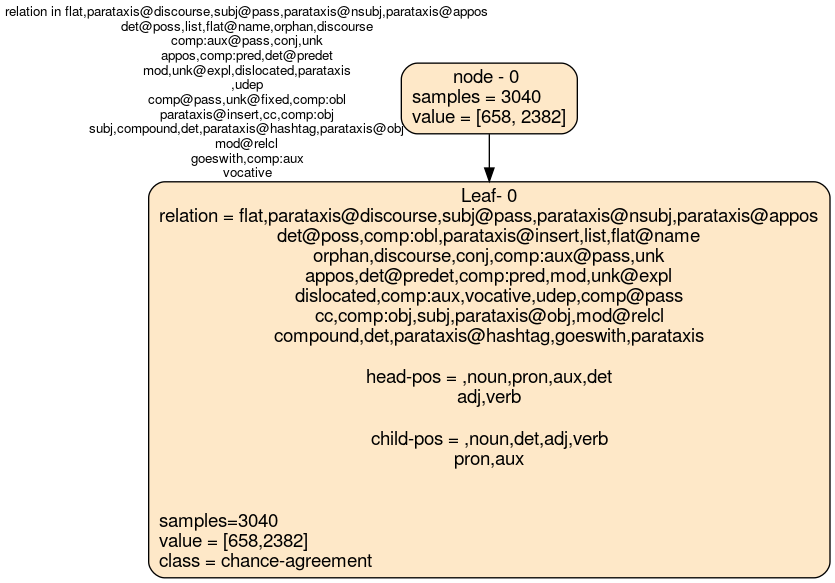 relation in flat,parataxis@discourse,subj@pass,parataxis@nsubj,parataxis@appos
det@poss,list,flat@name,orphan,discourse
comp:aux@pass,conj,unk
appos,comp:pred,det@predet
mod,unk@expl,dislocated,parataxis
,udep
comp@pass,unk@fixed,comp:obl
parataxis@insert,cc,comp:obj
subj,compound,det,parataxis@hashtag,parataxis@obj
mod@relcl
goeswith,comp:aux
vocative
node - 0
samples = 3040
value = [658, 2382]
Leaf- 0
relation = flat,parataxis@discourse,subj@pass,parataxis@nsubj,parataxis@appos
det@poss,comp:obl,parataxis@insert,list,flat@name
orphan,discourse,conj,comp:aux@pass,unk
appos,det@predet,comp:pred,mod,unk@expl
dislocated,comp:aux,vocative,udep,comp@pass
cc,comp:obj,subj,parataxis@obj,mod@relcl
compound,det,parataxis@hashtag,goeswith,parataxis
head-pos = ,noun,pron,aux,det
adj,verb
child-pos = ,noun,det,adj,verb
pron,aux
samples=3040
value = [658,2382]
class = chance-agreement